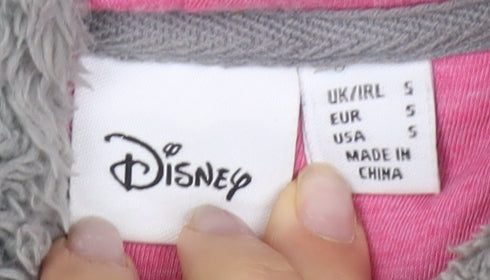 Disney
UK/IRL S
EUR S
USA S
MADE IN
CHINA